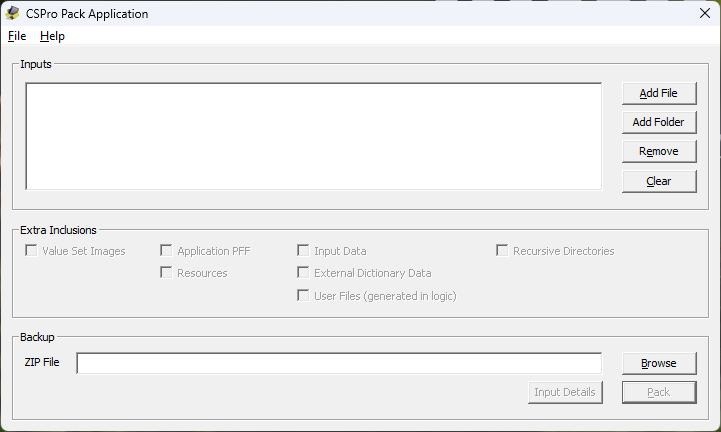 CSPro Pack Application
File Help
Inputs
Add File
Add Folder
Remove
Clear
Extra Inclusions
Value Set Images Application PFF Input Data Recursive Directories
Resources External Dictionary Data
User Files (generated in logic)
Backup
ZIP File Browse
Input Details Pack